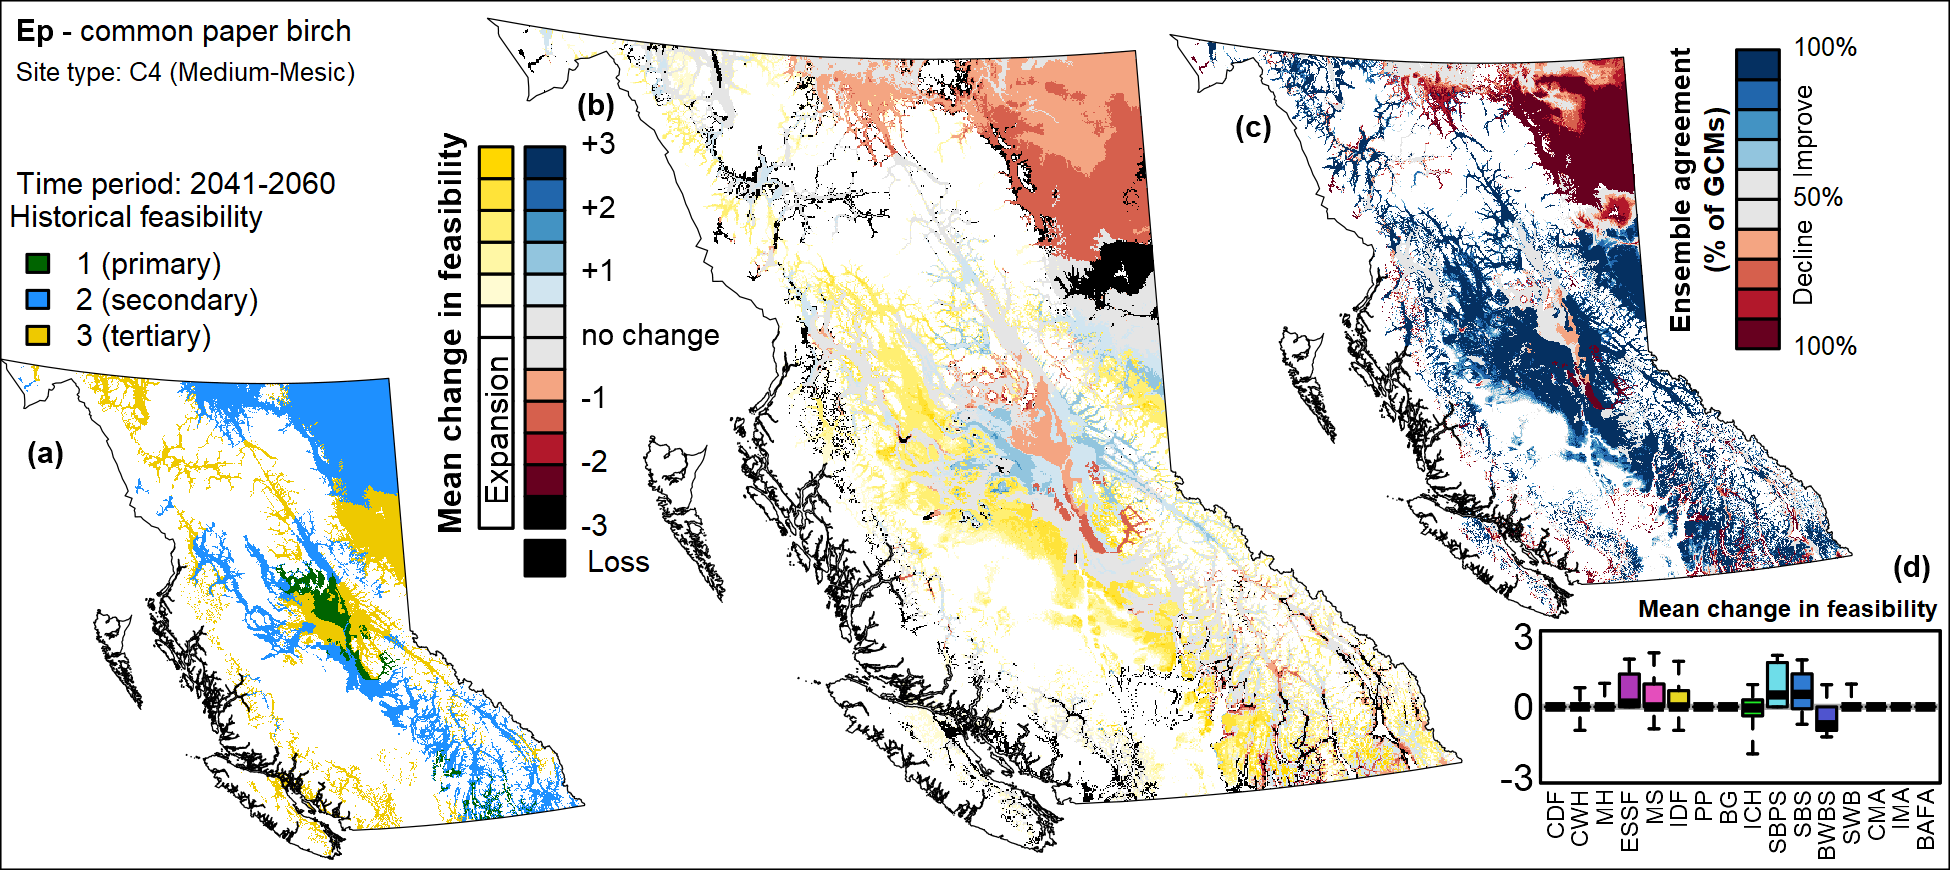 Ep - common paper birch
Site type: C4 (Medium-Mesic)
Time period: 2041-2060
Historical feasibility
1 (primary)
2 (secondary)
3 (tertiary)
(a)
(b)
Mean change in feasibility
Expansion
+3
+2
+1
no change
-1
-2
-3
Loss
(c)
Ensemble agreement
(% of GCMs)
100%
Improve
50%
Decline
100%
(d)
Mean change in feasibility
3
0
-3
CDF
CWH
MH
ESSF
MS
IDF
PP
BG
ICH
SBPS
SBS
BWBS
SWB
CMA
IMA
BAFA